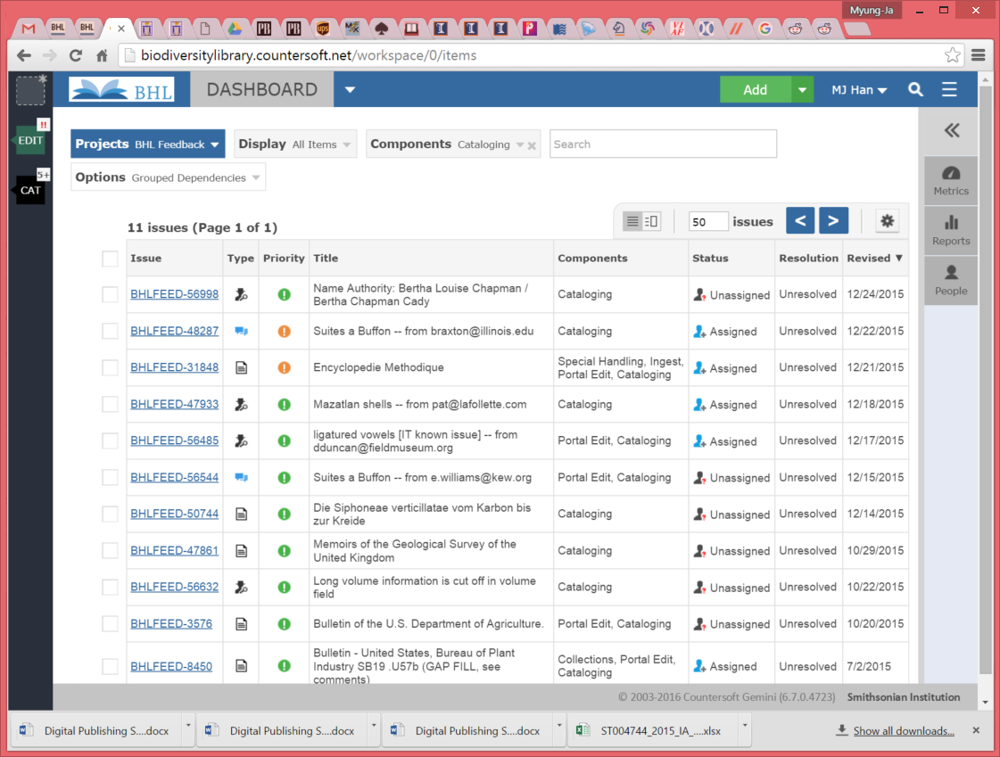 Myung-Ja
biodiversitylibrary.countersoft.net/workspace/0/items
BHL DASHBOARD Add MJ Han
!!
EDIT
5+
CAT
Projects BHL Feedback Display All Items Components Cataloging Search
Options Grouped Dependencies
Metrics
Reports
People
11 issues (Page 1 of 1) 50 issues < >
Issue Type Priority Title Components Status Resolution Revised ▼
BHLFEED-56998 Name Authority: Bertha Louise Chapman / Cataloging Unassigned Unresolved 12/24/2015
Bertha Chapman Cady
BHLFEED-48287 Suites a Buffon -- from braxton@illinois.edu Cataloging Assigned Unresolved 12/22/2015
BHLFEED-31848 Encyclopedie Methodique Special Handling, Ingest, Assigned Unresolved 12/21/2015
Portal Edit, Cataloging
BHLFEED-47933 Mazatlan shells -- from pat@lafollette.com Cataloging Assigned Unresolved 12/18/2015
BHLFEED-56485 ligatured vowels [IT known issue] -- from Portal Edit, Cataloging Assigned Unresolved 12/17/2015
dduncan@fieldmuseum.org
BHLFEED-56544 Suites a Buffon -- from e.williams@kew.org Portal Edit, Cataloging Unassigned Unresolved 12/15/2015
BHLFEED-50744 Die Siphoneae verticillatae vom Karbon bis Cataloging Unassigned Unresolved 12/14/2015
zur Kreide
BHLFEED-47861 Memoirs of the Geological Survey of the Cataloging Unassigned Unresolved 10/29/2015
United Kingdom
BHLFEED-56632 Long volume information is cut off in volume Cataloging Unassigned Unresolved 10/22/2015
field
BHLFEED-3576 Bulletin of the U.S. Department of Agriculture. Portal Edit, Cataloging Unassigned Unresolved 10/20/2015
BHLFEED-8450 Bulletin - United States, Bureau of Plant Collections, Portal Edit, Assigned Unresolved 7/2/2015
Industry SB19 .U57b (GAP FILL, see Cataloging
comments)
© 2003-2016 Countersoft Gemini (6.7.0.4723) Smithsonian Institution
Digital Publishing S....docx Digital Publishing S....docx Digital Publishing S....docx ST004744_2015_IA_....xlsx Show all downloads...